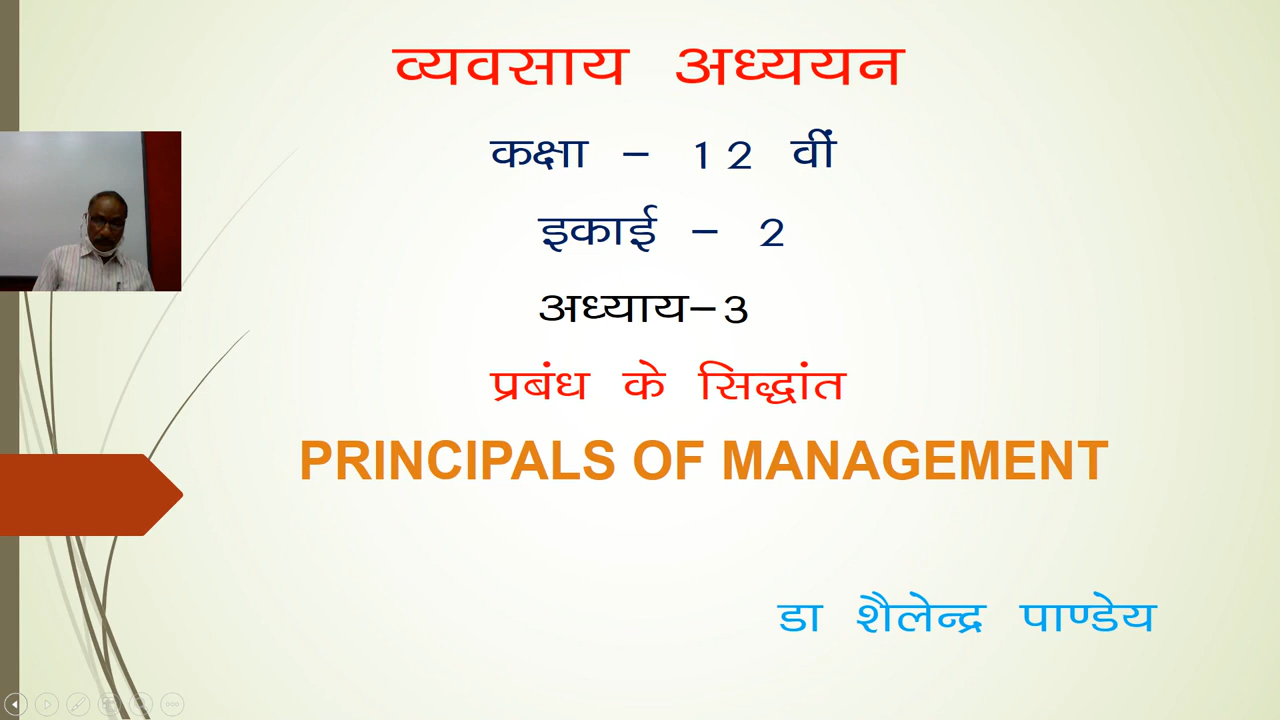 व्यवसाय अध्ययन
कक्षा – 12 वीं
इकाई – 2
अध्याय–3
प्रबंध के सिद्धांत
PRINCIPALS OF MANAGEMENT
डा शैलेन्द्र पाण्डेय